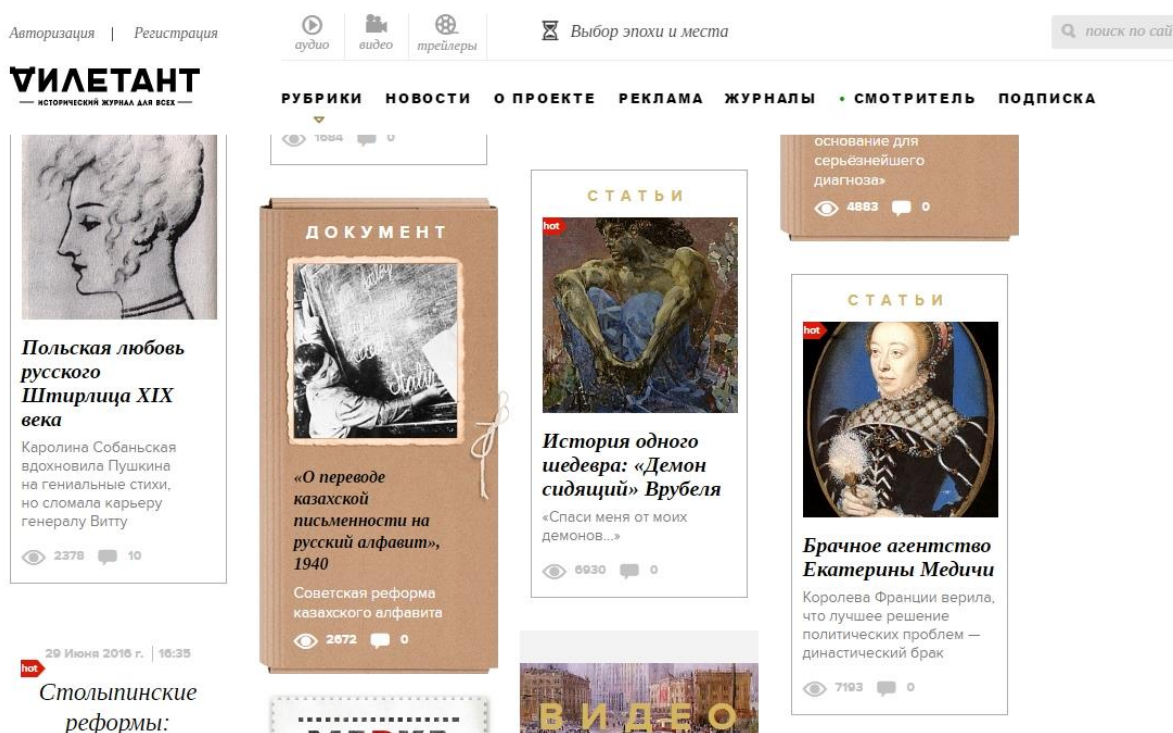 Авторизация | Регистрация
аудио
видео
трейлеры
Выбор эпохи и места
поиск по сай
ДИЛЕТАНТ
ИСТОРИЧЕСКИЙ ЖУРНАЛ ДЛЯ ВСЕХ
РУБРИКИ НОВОСТИ О ПРОЕКТЕ РЕКЛАМА ЖУРНАЛЫ • СМОТРИТЕЛЬ ПОДПИСКА
Польская любовь
русского
Штирлица XIX
века
Каролина Собаньская
вдохновила Пушкина
на гениальные стихи,
но сломала карьеру
генералу Витту
2378 10
29 Июня 2016 г. | 16:35
hot
Столыпинские
реформы:
1684 0
ДОКУМЕНТ
«О переводе
казахской
письменности на
русский алфавит»,
1940
Советская реформа
казахского алфавита
2672 0
СТАТЬИ
hot
История одного
шедевра: «Демон
сидящий» Врубеля
«Спаси меня от моих
демонов...»
6930 0
ВИДЕО
основание для
серьёзнейшего
диагноза»
4883 0
СТАТЬИ
hot
Брачное агентство
Екатерины Медичи
Королева Франции верила,
что лучшее решение
политических проблем —
династический брак
7193 0